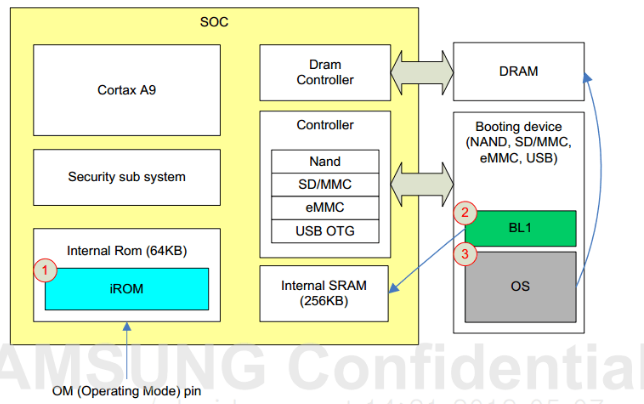 SOC
Cortax A9
Security sub system
Internal Rom (64KB)
1
iROM
OM (Operating Mode) pin
Dram
Controller
Controller
Nand
SD/MMC
eMMC
USB OTG
Internal SRAM
(256KB)
DRAM
Booting device
(NAND, SD/MMC,
eMMC, USB)
2
BL1
3
OS
AMSUNG Confidential